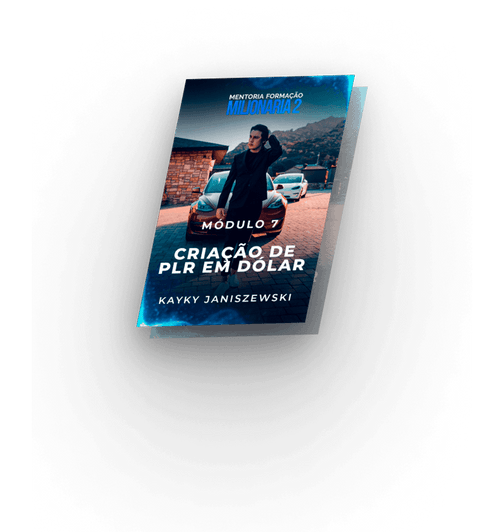 MENTORIA FORMAÇÃO
MILIONÁRIA 2
MÓDULO 7
CRIAÇÃO DE
PLR EM DÓLAR
KAYKY JANISZEWSKI